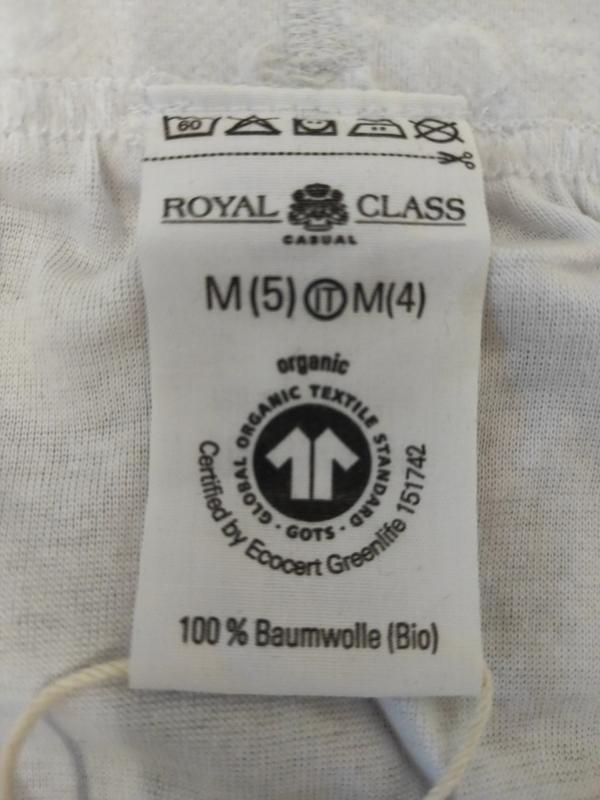 60
ROYAL CLASS
CASUAL
M (5) IT M(4)
organic
GLOBAL ORGANIC TEXTILE STANDARD · GOTS ·
Certified by Ecocert Greenlife 151742
100 % Baumwolle (Bio)